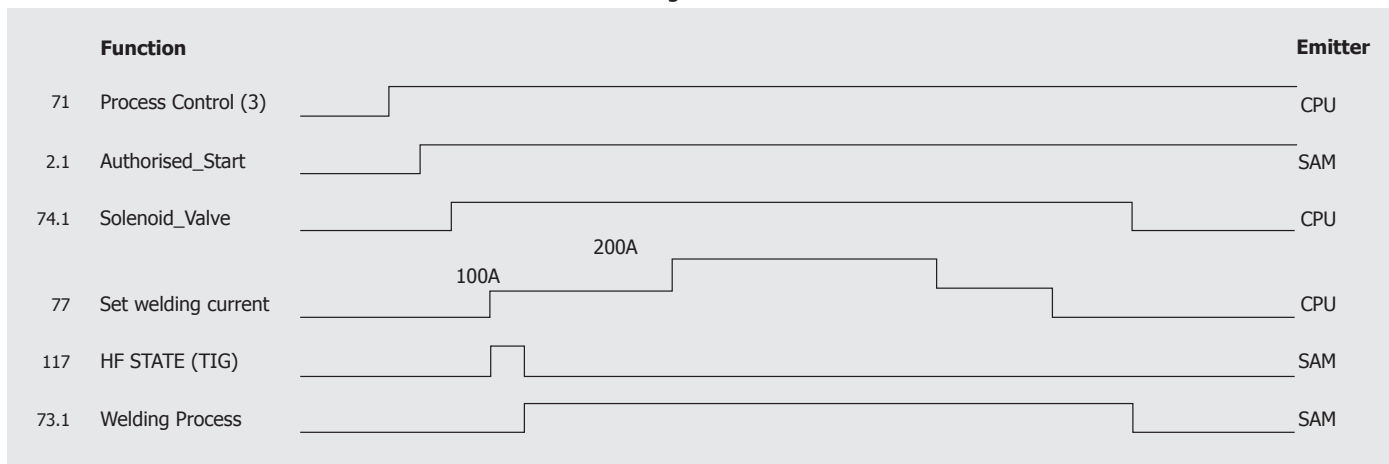 Function Emitter
71 Process Control (3) CPU
2.1 Authorised_Start SAM
74.1 Solenoid_Valve CPU
200A
100A
77 Set welding current CPU
117 HF STATE (TIG) SAM
73.1 Welding Process SAM